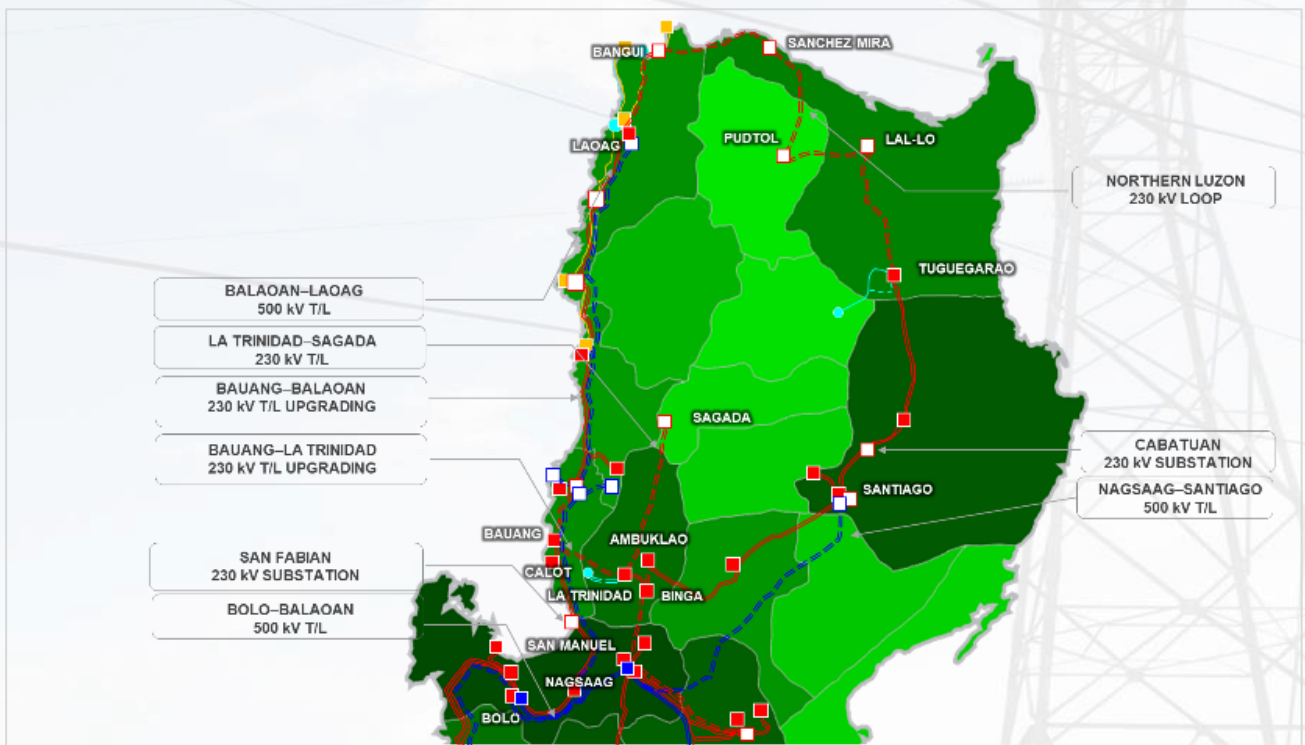 BANGUI
SANCHEZ MIRA
LAOAG
PUDTOL
LAL-LO
NORTHERN LUZON
230 kV LOOP
TUGUEGARAO
BALAOAN–LAOAG
500 kV T/L
LA TRINIDAD–SAGADA
230 kV T/L
BAUANG–BALAOAN
230 kV T/L UPGRADING
SAGADA
BAUANG–LA TRINIDAD
230 kV T/L UPGRADING
CABATUAN
230 kV SUBSTATION
SANTIAGO
NAGSAAG–SANTIAGO
500 kV T/L
BAUANG
AMBUKLAO
SAN FABIAN
230 kV SUBSTATION
CALOT
LA TRINIDAD
BINGA
BOLO–BALAOAN
500 kV T/L
SAN MANUEL
NAGSAAG
BOLO